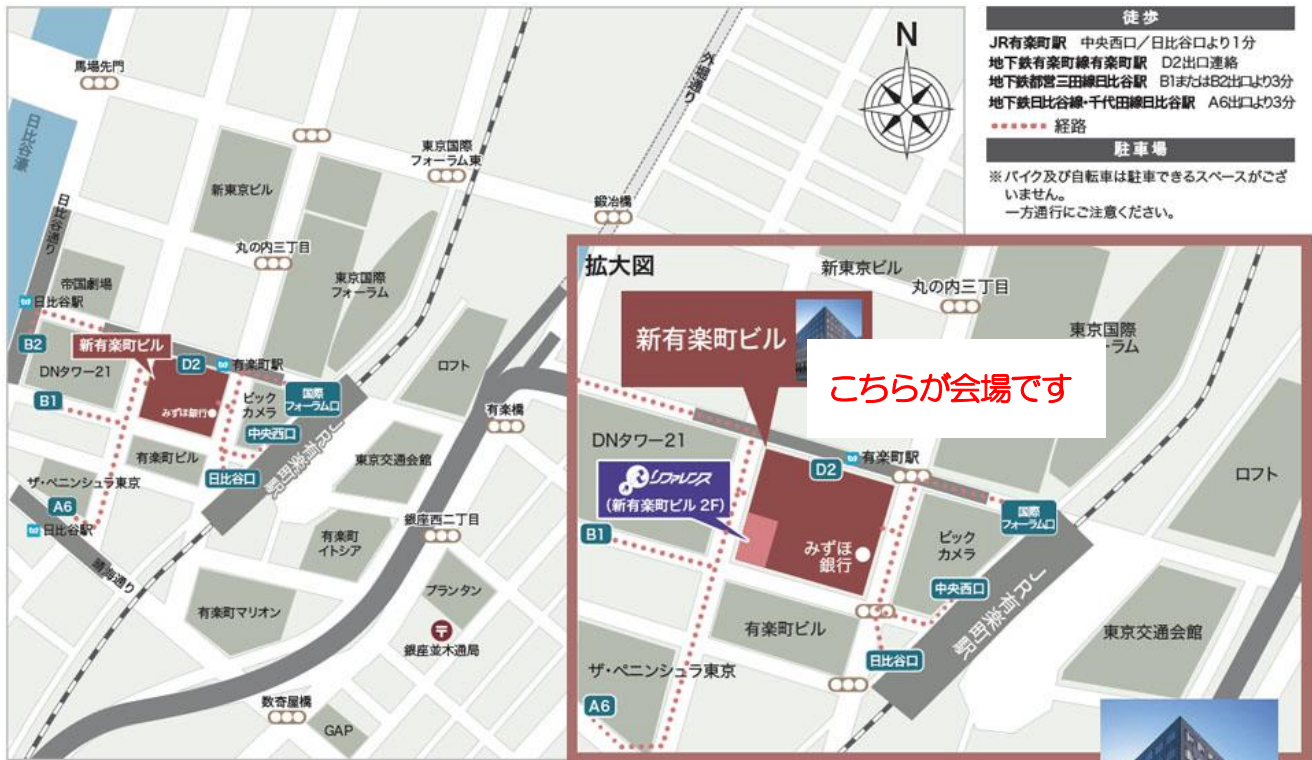 馬場先門
日比谷濠
日比谷通り
外堀通り
N
東京国際
フォーラム東
新東京ビル
鍛冶橋
丸の内三丁目
帝国劇場
東京国際
フォーラム
日比谷駅
B2
新有楽町ビル
D2
有楽町駅
DNタワー21
国際
フォーラム口
ロフト
B1
みずほ銀行
ビック
カメラ
中央西口
有楽橋
JR有楽町駅
有楽町ビル
日比谷口
東京交通会館
ザ・ペニンシュラ東京
A6
日比谷駅
銀座西二丁目
有楽町
イトシア
晴海通り
プランタン
有楽町マリオン
〒
銀座並木通局
数寄屋橋
GAP
徒歩
JR有楽町駅 中央西口／日比谷口より1分
地下鉄有楽町線有楽町駅 D2出口連絡
地下鉄都営三田線日比谷駅 B1またはB2出口より3分
地下鉄日比谷線・千代田線日比谷駅 A6出口より3分
経路
駐車場
※バイク及び自転車は駐車できるスペースがござ
いません。
一方通行にご注意ください。
拡大図
新東京ビル
丸の内三丁目
新有楽町ビル
東京国際
ーラム
こちらが会場です
DNタワー21
D2
有楽町駅
ロフト
リファレンス
(新有楽町ビル 2F)
国際
フォーラム口
B1
みずほ
銀行
ビック
カメラ
中央西口
JR有楽町駅
有楽町ビル
東京交通会館
日比谷口
ザ・ペニンシュラ東京
A6